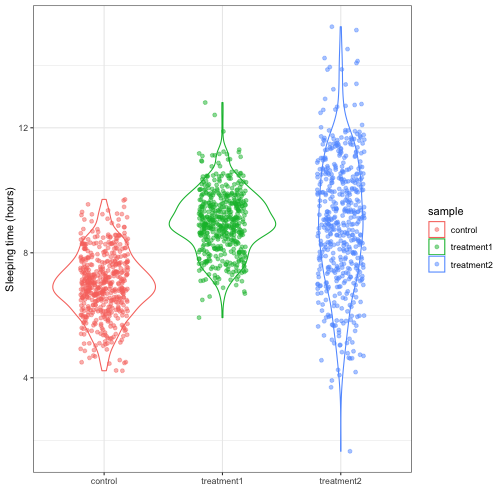 Sleeping time (hours)
12
8
4
control
treatment1
treatment2
sample
control
treatment1
treatment2